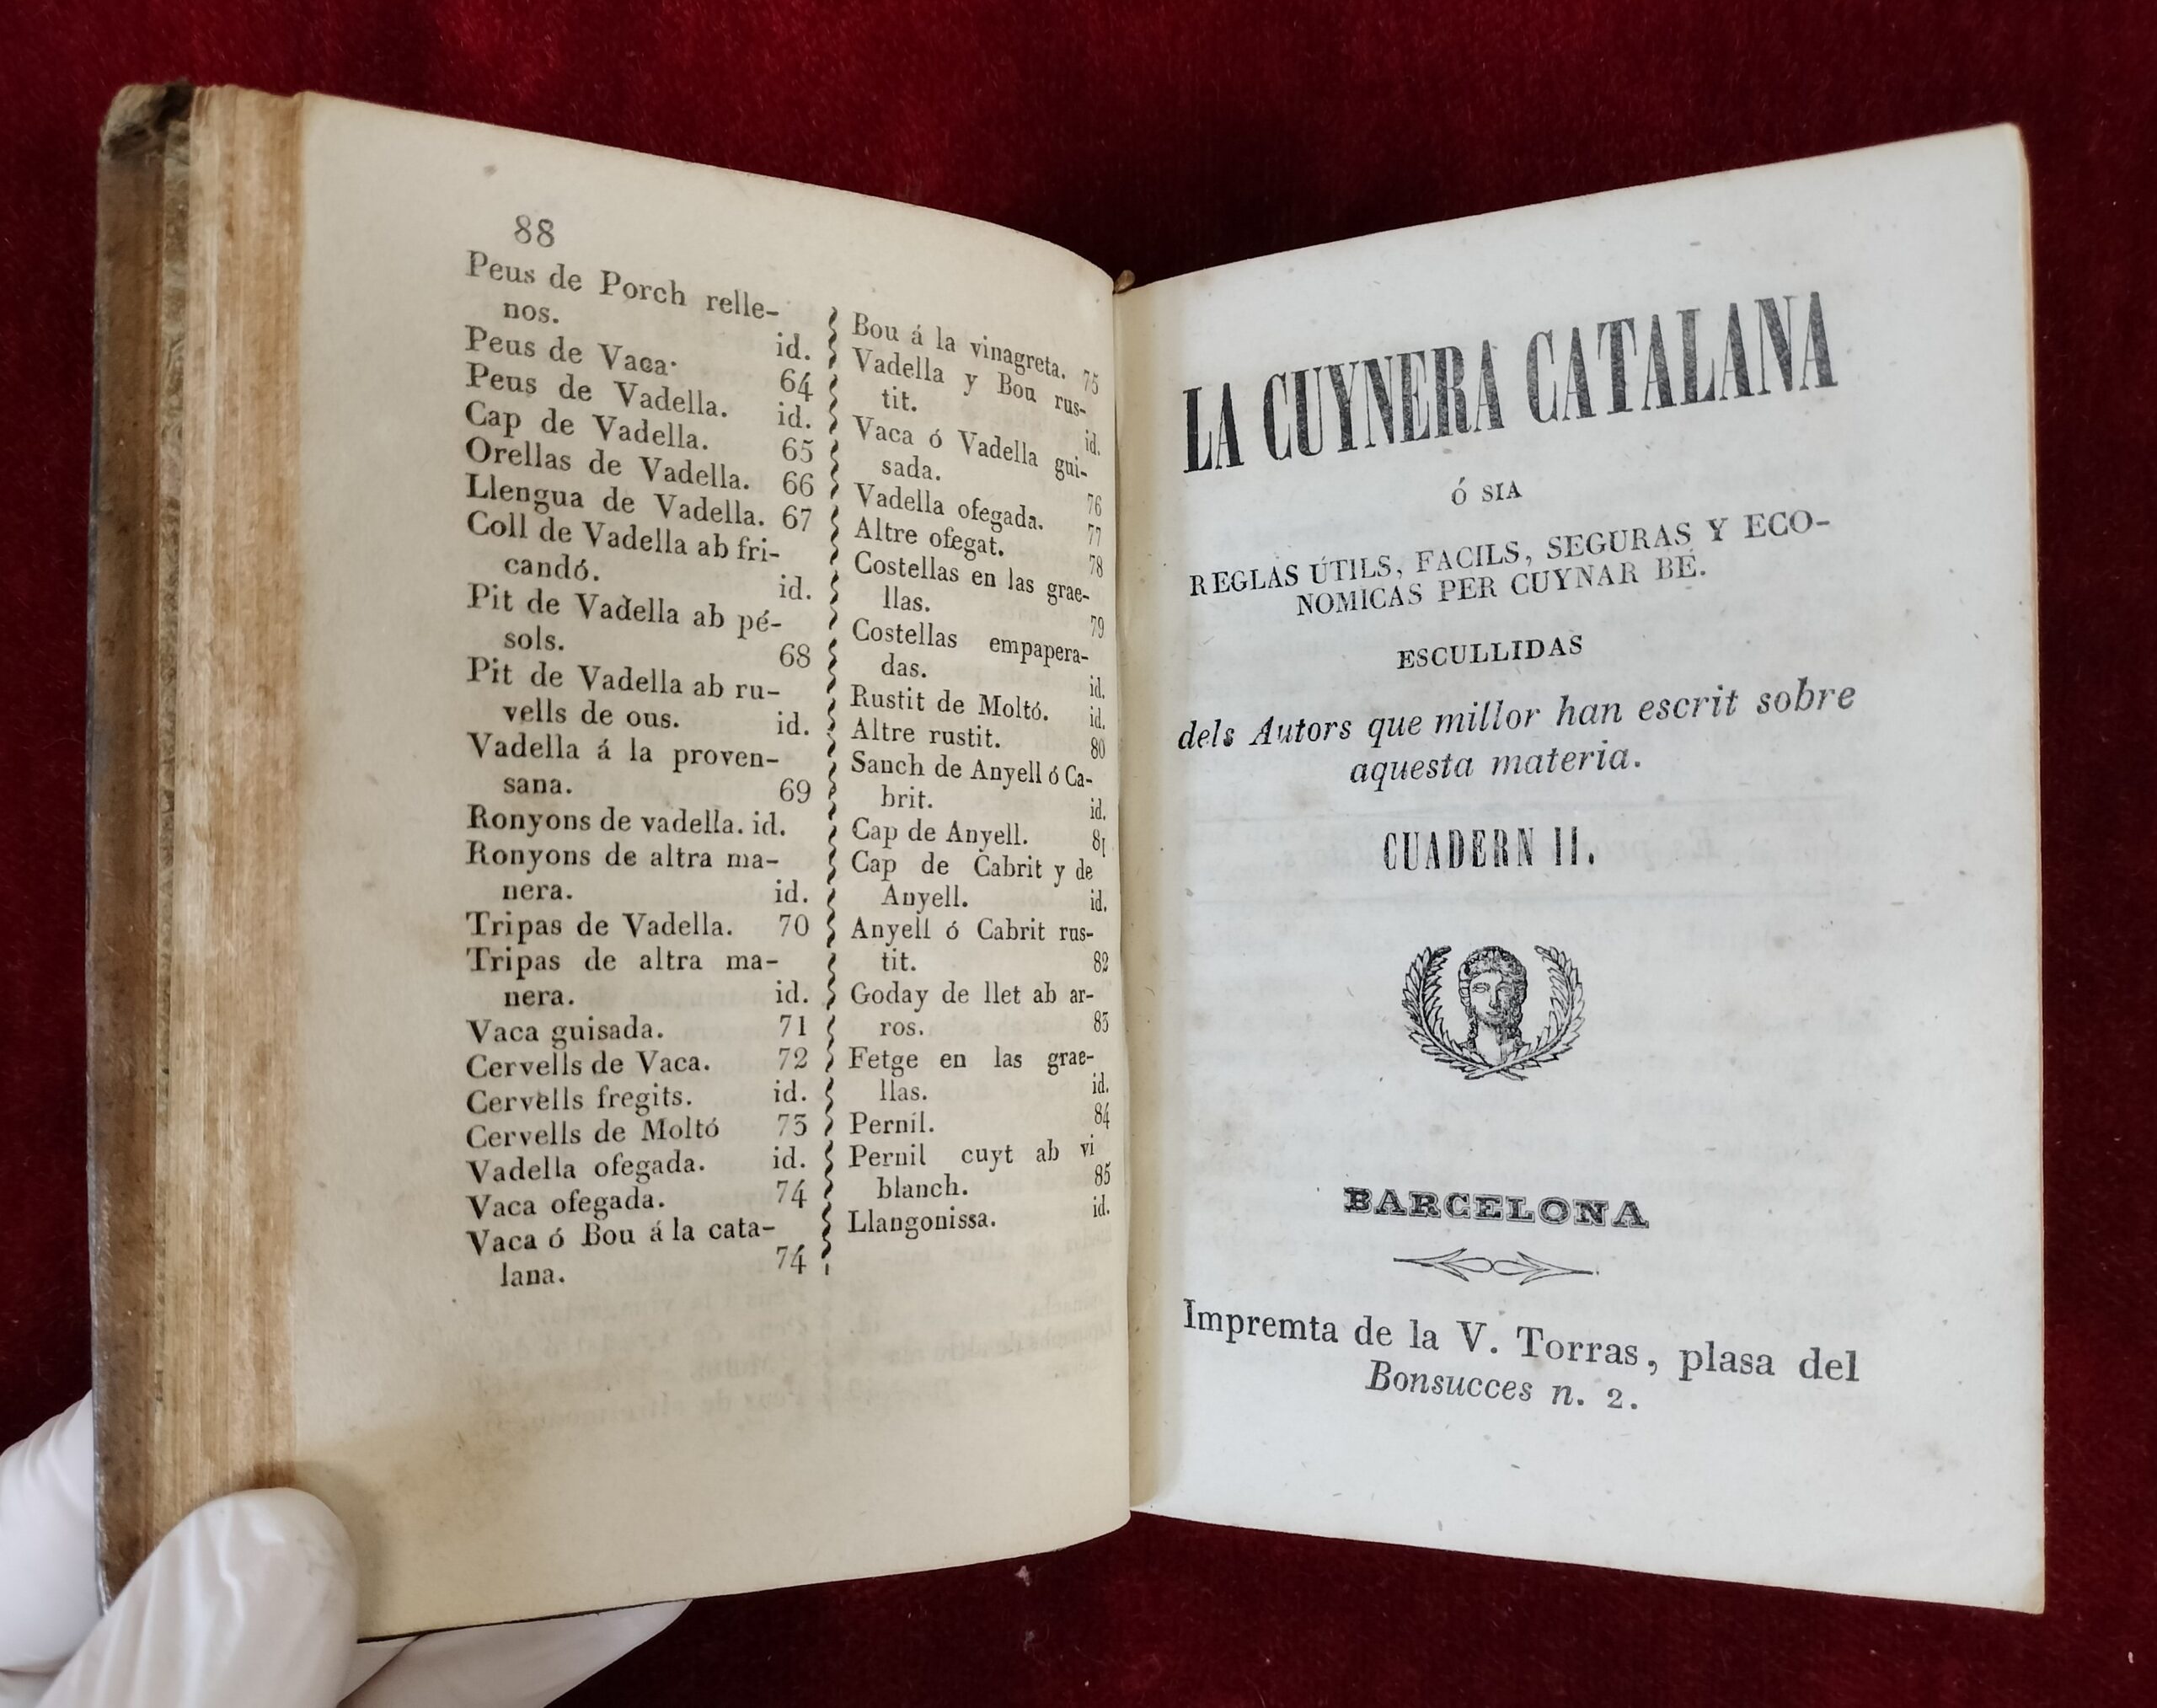 88
Peus de Porch relle-
nos. id.
Peus de Vaca. 64
Peus de Vadella. id.
Cap de Vadella. 65
Orellas de Vadella. 66
Llengua de Vadella. 67
Coll de Vadella ab fri-
candó. id.
Pit de Vadella ab pé-
sols. 68
Pit de Vadella ab ru-
vells de ous. id.
Vadella á la proven-
sana. 69
Ronyons de vadella. id.
Ronyons de altra ma-
nera. id.
Tripas de Vadella. 70
Tripas de altra ma-
nera. id.
Vaca guisada. 71
Cervells de Vaca. 72
Cervells fregits. id.
Cervells de Moltó 73
Vadella ofegada. id.
Vaca ofegada. 74
Vaca ó Bou á la cata-
lana. 74
Bou á la vinagreta. 75
Vadella y Bou rus-
tit. id.
Vaca ó Vadella gui-
sada. 76
Vadella ofegada. 77
Altre ofegat. 78
Costellas en las grae-
llas. 79
Costellas empapera-
das. id.
Rustit de Moltó. id.
Altre rustit. 80
Sanch de Anyell ó Ca-
brit. id.
Cap de Anyell. 81
Cap de Cabrit y de
Anyell. id.
Anyell ó Cabrit rus-
tit. 82
Goday de llet ab ar-
ros. 83
Fetge en las grae-
llas. id.
Pernil. 84
Pernil cuyt ab vi
blanch. 85
Llangonissa. id.
LA CUYNERA CATALANA
Ó SIA
REGLAS ÚTILS, FACILS, SEGURAS Y ECO-
NOMICAS PER CUYNAR BÉ.
ESCULLIDAS
dels Autors que millor han escrit sobre
aquesta materia.
CUADERN II.
BARCELONA
Impremta de la V. Torras, plasa del
Bonsucces n. 2.